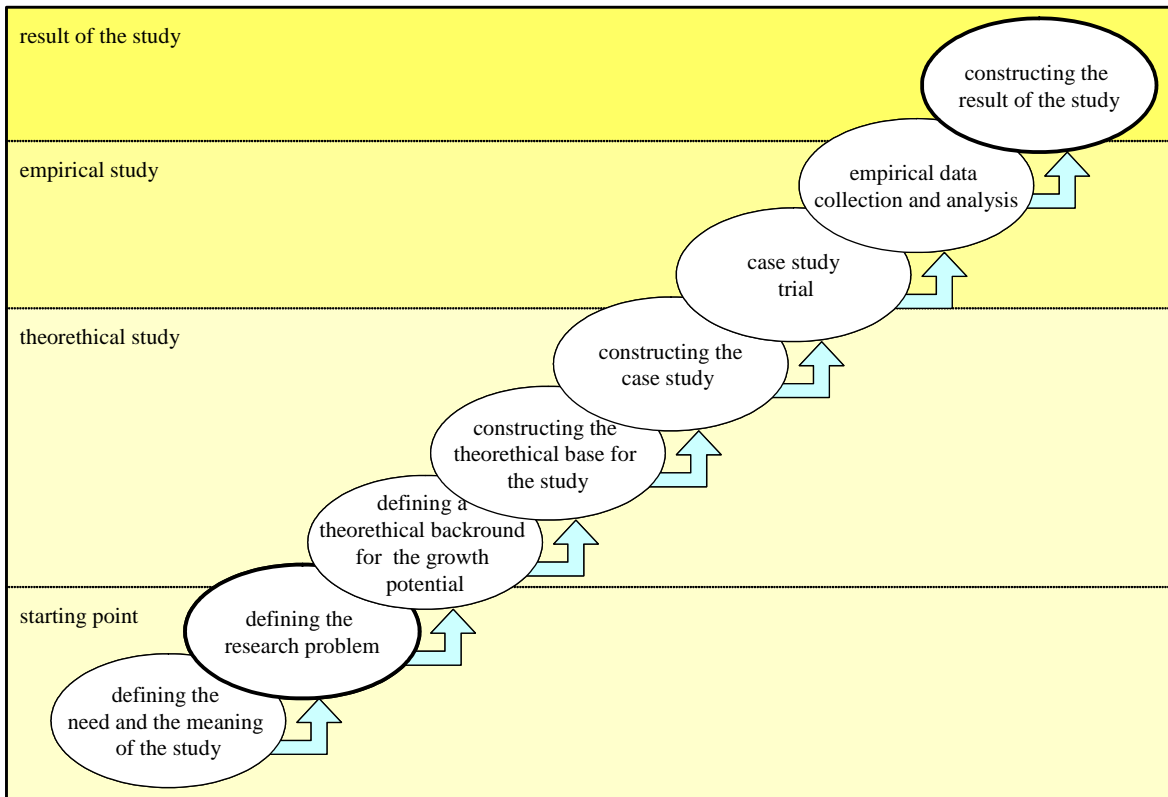 result of the study
constructing the
result of the study
empirical study
empirical data
collection and analysis
case study
trial
theorethical study
constructing the
case study
constructing the
theorethical base for
the study
defining a
theorethical backround
for the growth
potential
starting point
defining the
research problem
defining the
need and the meaning
of the study